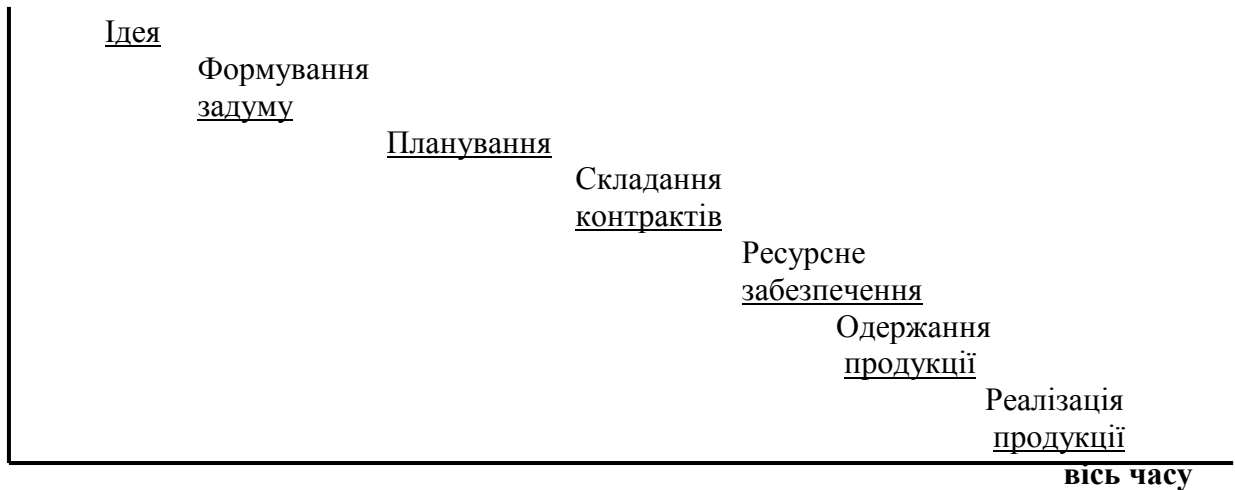 Ідея
Формування
задуму
Планування
Складання
контрактів
Ресурсне
забезпечення
Одержання
продукції
Реалізація
продукції
вісь часу